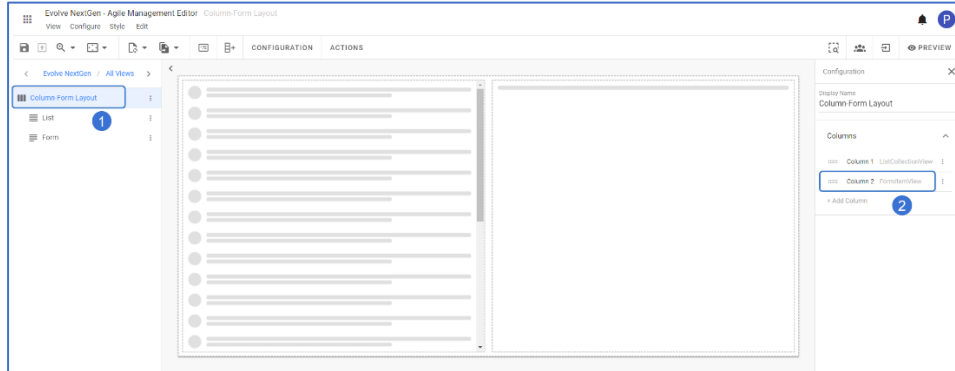 Evolve NextGen - Agile Management Editor Column-Form Layout
View Configure Style Edit
P
CONFIGURATION ACTIONS
PREVIEW
Evolve NextGen / All Views
Configuration
Column-Form Layout
1
List
Form
Display Name
Column-Form Layout
Columns
Column 1 ListCollectionView
Column 2 FormItemView
+ Add Column
2